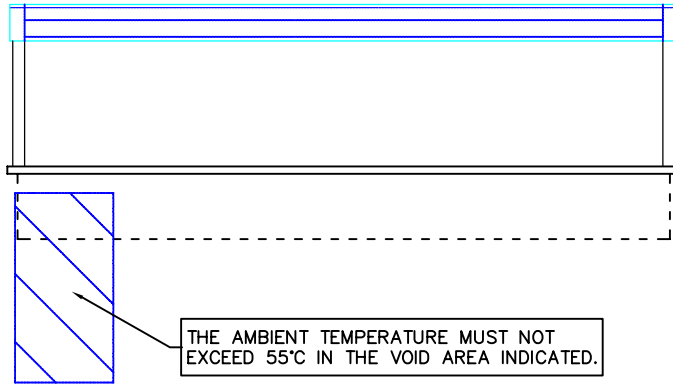 THE AMBIENT TEMPERATURE MUST NOT
EXCEED 55°C IN THE VOID AREA INDICATED.